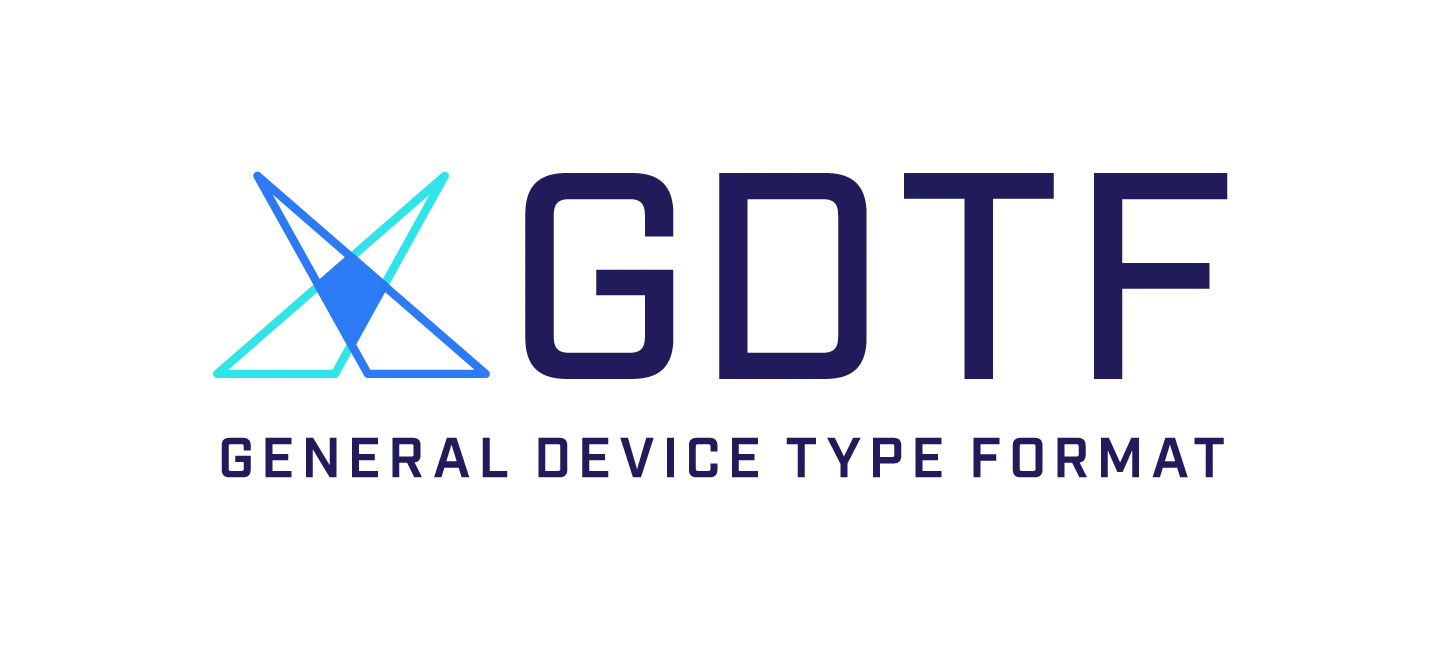 GDTF
GENERAL DEVICE TYPE FORMAT